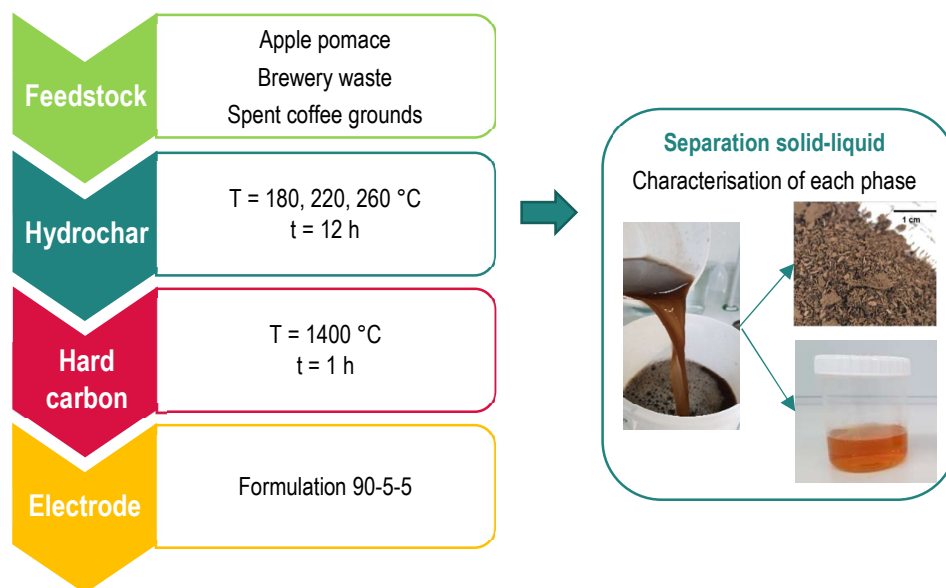 Feedstock
Apple pomace
Brewery waste
Spent coffee grounds
Hydrochar
T = 180, 220, 260 °C
t = 12 h
Hard
carbon
T = 1400 °C
t = 1 h
Electrode
Formulation 90-5-5
Separation solid-liquid
Characterisation of each phase
1 cm